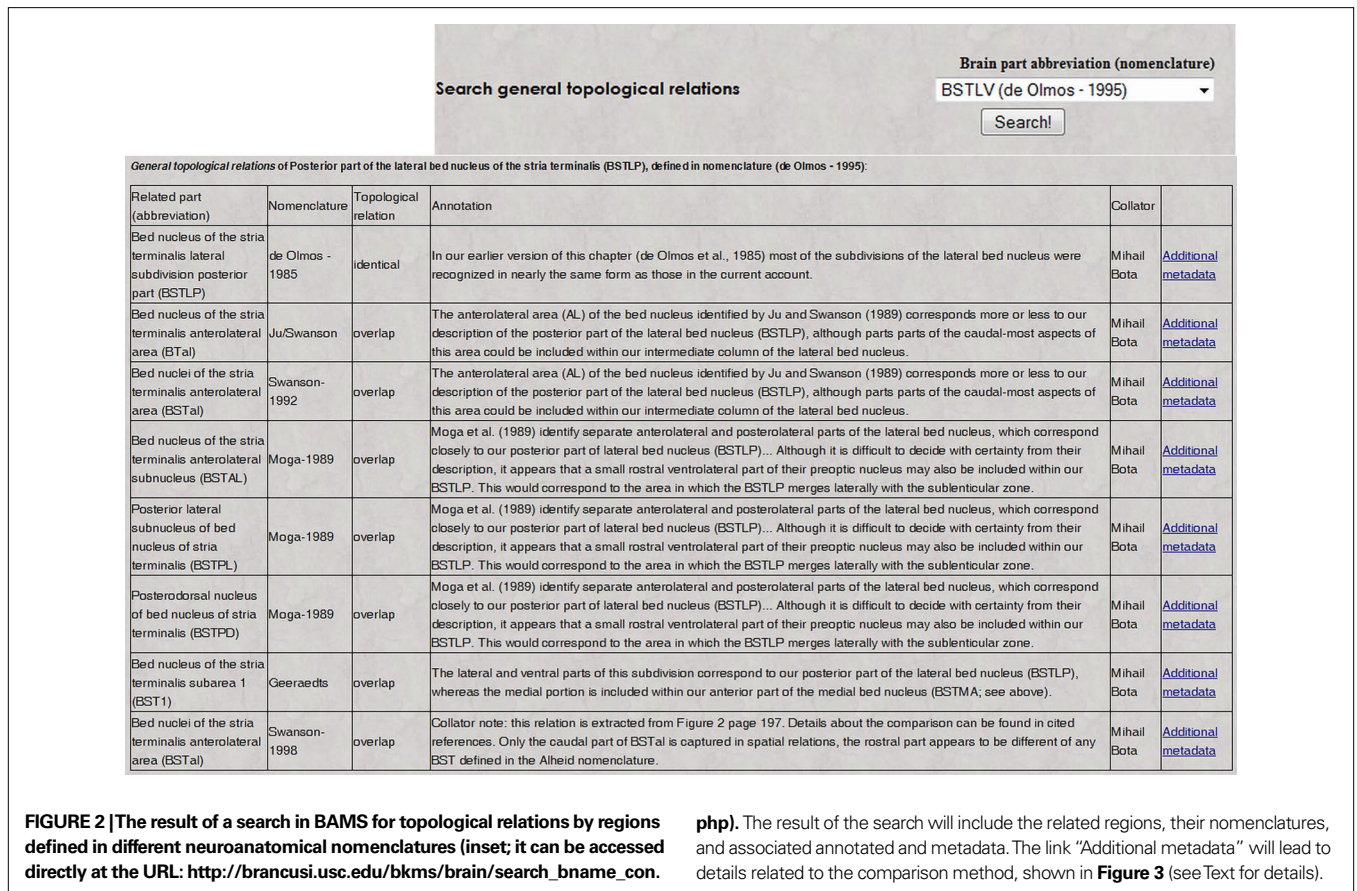 Brain part abbreviation (nomenclature)
Search general topological relations
BSTLV (de Olmos - 1995)
Search!
General topological relations of Posterior part of the lateral bed nucleus of the stria terminalis (BSTLP), defined in nomenclature (de Olmos - 1995):
Related part
(abbreviation)
Nomenclature
Topological
relation
Annotation
Collator
Bed nucleus of the stria
terminalis lateral
subdivision posterior
part (BSTLP)
de Olmos -
1985
identical
In our earlier version of this chapter (de Olmos et al., 1985) most of the subdivisions of the lateral bed nucleus were
recognized in nearly the same form as those in the current account.
Mihail
Bota
Additional
metadata
Bed nucleus of the stria
terminalis anterolateral
area (BTal)
Ju/Swanson
overlap
The anterolateral area (AL) of the bed nucleus identified by Ju and Swanson (1989) corresponds more or less to our
description of the posterior part of the lateral bed nucleus (BSTLP), although parts parts of the caudal-most aspects of
this area could be included within our intermediate column of the lateral bed nucleus.
Mihail
Bota
Additional
metadata
Bed nuclei of the stria
terminalis anterolateral
area (BSTal)
Swanson-
1992
overlap
The anterolateral area (AL) of the bed nucleus identified by Ju and Swanson (1989) corresponds more or less to our
description of the posterior part of the lateral bed nucleus (BSTLP), although parts parts of the caudal-most aspects of
this area could be included within our intermediate column of the lateral bed nucleus.
Mihail
Bota
Additional
metadata
Bed nucleus of the stria
terminalis anterolateral
subnucleus (BSTAL)
Moga-1989
overlap
Moga et al. (1989) identify separate anterolateral and posterolateral parts of the lateral bed nucleus, which correspond
closely to our posterior part of lateral bed nucleus (BSTLP)... Although it is difficult to decide with certainty from their
description, it appears that a small rostral ventrolateral part of their preoptic nucleus may also be included within our
BSTLP. This would correspond to the area in which the BSTLP merges laterally with the sublenticular zone.
Mihail
Bota
Additional
metadata
Posterior lateral
subnucleus of bed
nucleus of stria
terminalis (BSTPL)
Moga-1989
overlap
Moga et al. (1989) identify separate anterolateral and posterolateral parts of the lateral bed nucleus, which correspond
closely to our posterior part of lateral bed nucleus (BSTLP)... Although it is difficult to decide with certainty from their
description, it appears that a small rostral ventrolateral part of their preoptic nucleus may also be included within our
BSTLP. This would correspond to the area in which the BSTLP merges laterally with the sublenticular zone.
Mihail
Bota
Additional
metadata
Posterodorsal nucleus
of bed nucleus of stria
terminalis (BSTPD)
Moga-1989
overlap
Moga et al. (1989) identify separate anterolateral and posterolateral parts of the lateral bed nucleus, which correspond
closely to our posterior part of lateral bed nucleus (BSTLP)... Although it is difficult to decide with certainty from their
description, it appears that a small rostral ventrolateral part of their preoptic nucleus may also be included within our
BSTLP. This would correspond to the area in which the BSTLP merges laterally with the sublenticular zone.
Mihail
Bota
Additional
metadata
Bed nucleus of the stria
terminalis subarea 1
(BST1)
Geeraedts
overlap
The lateral and ventral parts of this subdivision correspond to our posterior part of the lateral bed nucleus (BSTLP),
whereas the medial portion is included within our anterior part of the medial bed nucleus (BSTMA; see above).
Mihail
Bota
Additional
metadata
Bed nuclei of the stria
terminalis anterolateral
area (BSTal)
Swanson-
1998
overlap
Collator note: this relation is extracted from Figure 2 page 197. Details about the comparison can be found in cited
references. Only the caudal part of BSTal is captured in spatial relations, the rostral part appears to be different of any
BST defined in the Alheid nomenclature.
Mihail
Bota
Additional
metadata
FIGURE 2 | The result of a search in BAMS for topological relations by regions
defined in different neuroanatomical nomenclatures (inset; it can be accessed
directly at the URL: http://brancusi.usc.edu/bkms/brain/search_bname_con.
php). The result of the search will include the related regions, their nomenclatures,
and associated annotated and metadata. The link "Additional metadata" will lead to
details related to the comparison method, shown in Figure 3 (see Text for details).